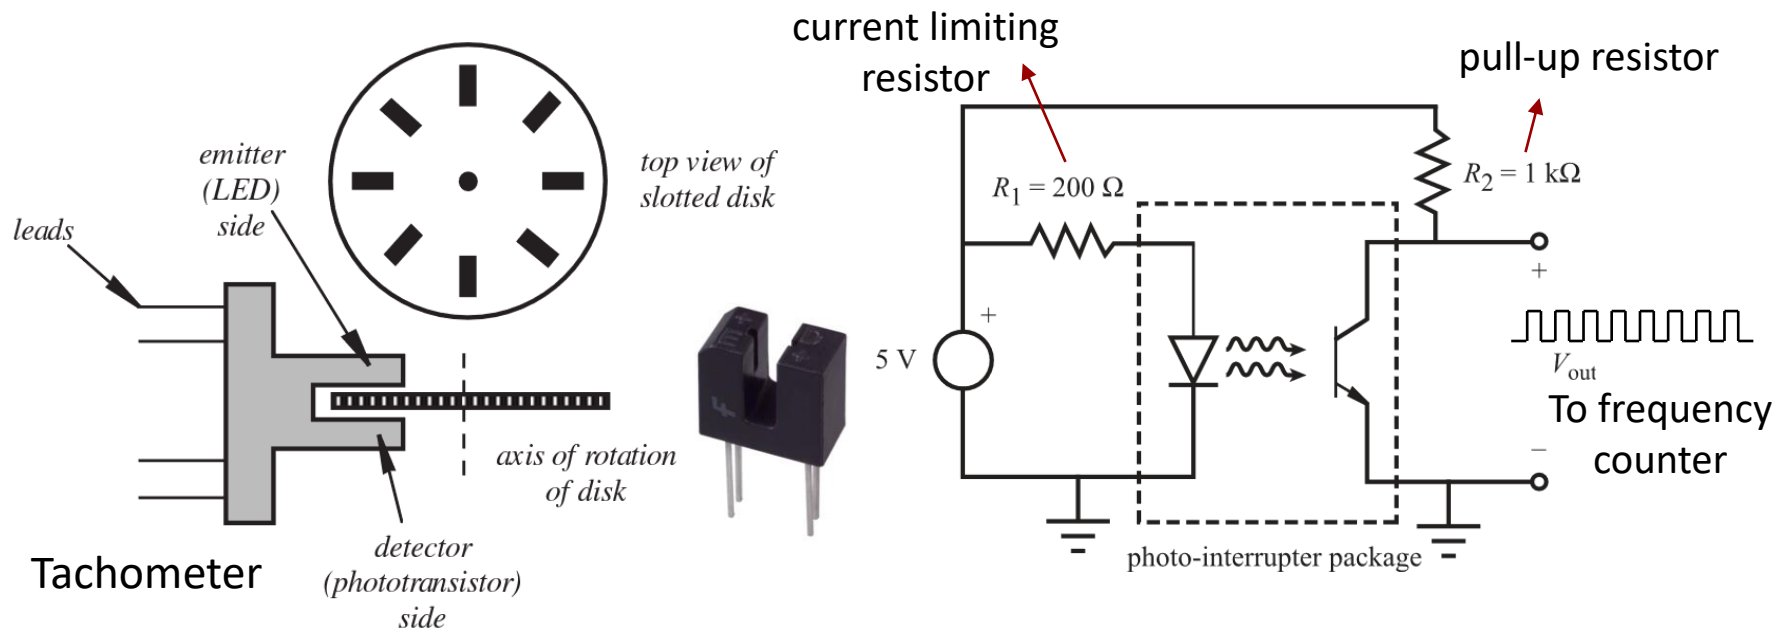 current limiting
resistor
pull-up resistor
emitter
(LED)
side
leads
top view of
slotted disk
R1 = 200 Ω
R2 = 1 kΩ
+
5 V
+
Vout
To frequency
counter
−
axis of rotation
of disk
detector
(phototransistor)
side
Tachometer
photo-interrupter package